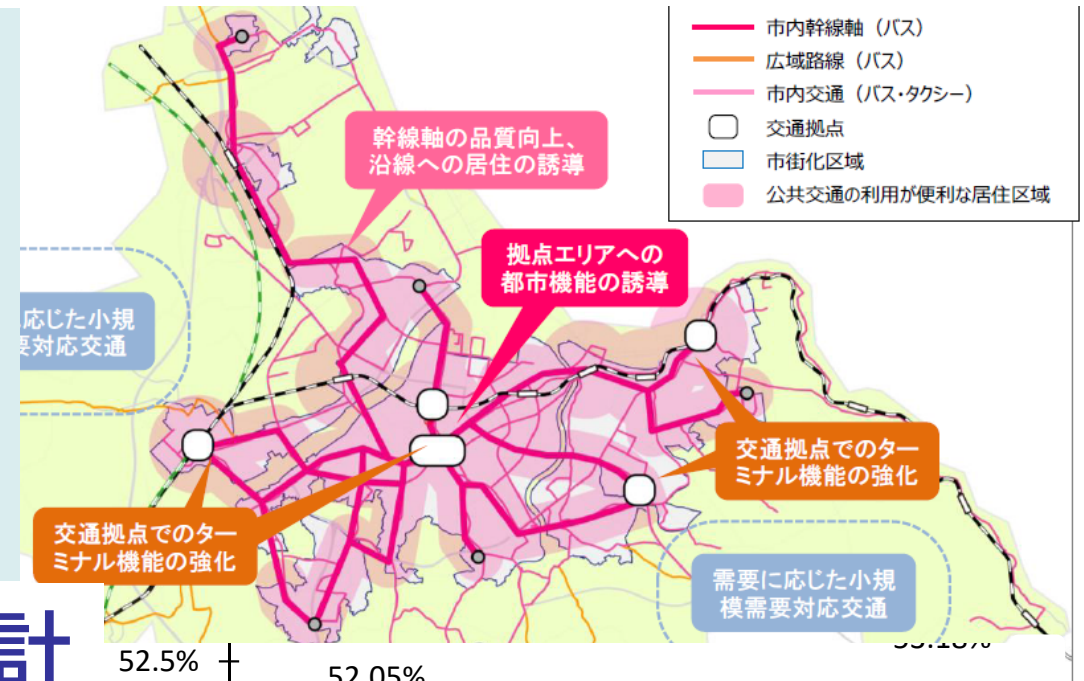 市内幹線軸（バス）
広域路線（バス）
市内交通（バス・タクシー）
交通拠点
市街化区域
公共交通の利用が便利な居住区域
幹線軸の品質向上、
沿線への居住の誘導
拠点エリアへの
都市機能の誘導
応じた小規
対応交通
交通拠点でのター
ミナル機能の強化
交通拠点でのター
ミナル機能の強化
需要に応じた小規
模需要対応交通
計
52.5%
52.05%